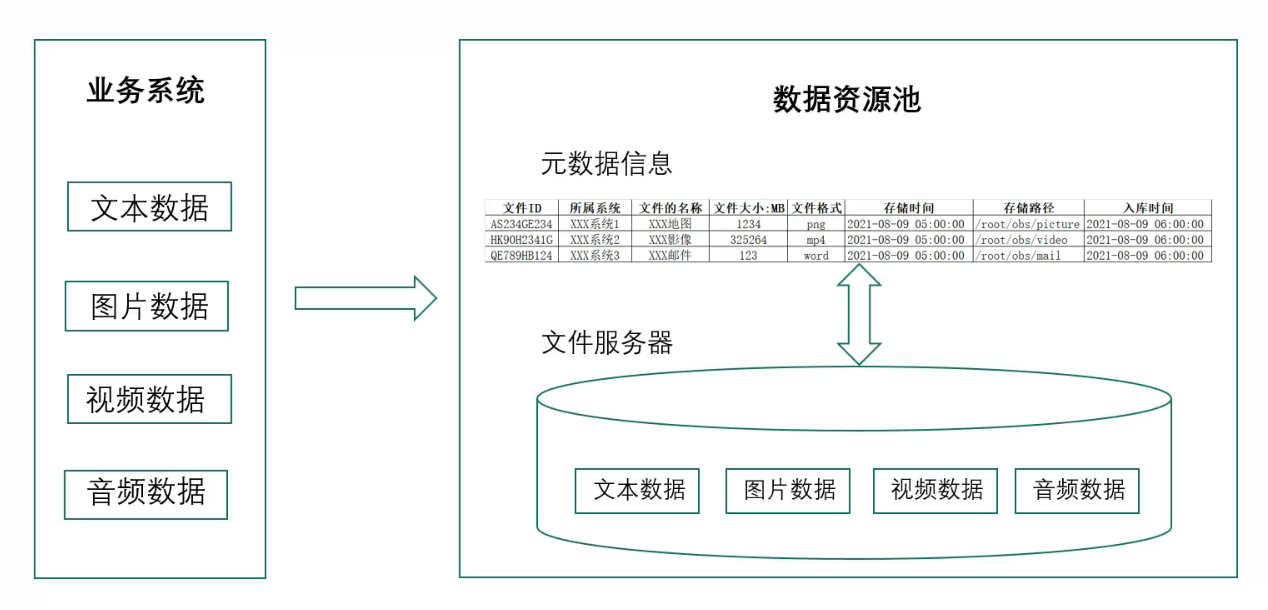 业务系统
文本数据
图片数据
视频数据
音频数据
数据资源池
元数据信息
文件ID 所属系统 文件的名称 文件大小:MB 文件格式 存储时间 存储路径 入库时间
AS234GE234 XXX系统1 XXX地图 1234 png 2021-08-09 05:00:00 /root/obs/picture 2021-08-09 06:00:00
HK90H2341G XXX系统2 XXX影像 325264 mp4 2021-08-09 05:00:00 /root/obs/video 2021-08-09 06:00:00
QE789HB124 XXX系统3 XXX邮件 123 word 2021-08-09 05:00:00 /root/obs/mail 2021-08-09 06:00:00
文件服务器
文本数据 图片数据 视频数据 音频数据